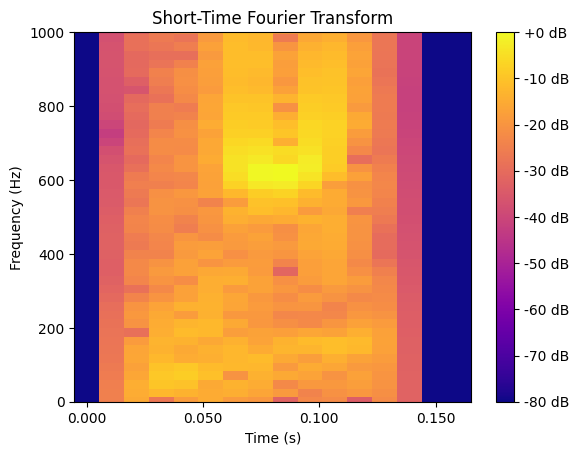 Short-Time Fourier Transform
1000
800
600
400
200
0
Frequency (Hz)
0.000
0.050
0.100
0.150
Time (s)
+0 dB
-10 dB
-20 dB
-30 dB
-40 dB
-50 dB
-60 dB
-70 dB
-80 dB